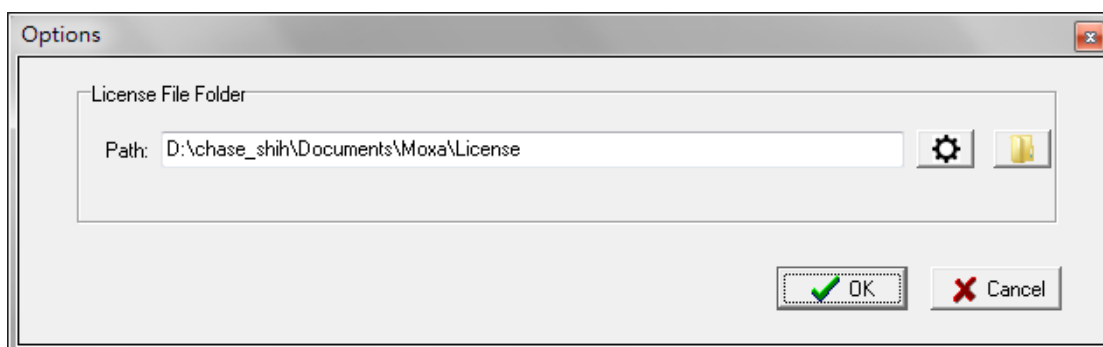 Options
License File Folder
Path: D:\chase_shih\Documents\Moxa\License
OK Cancel